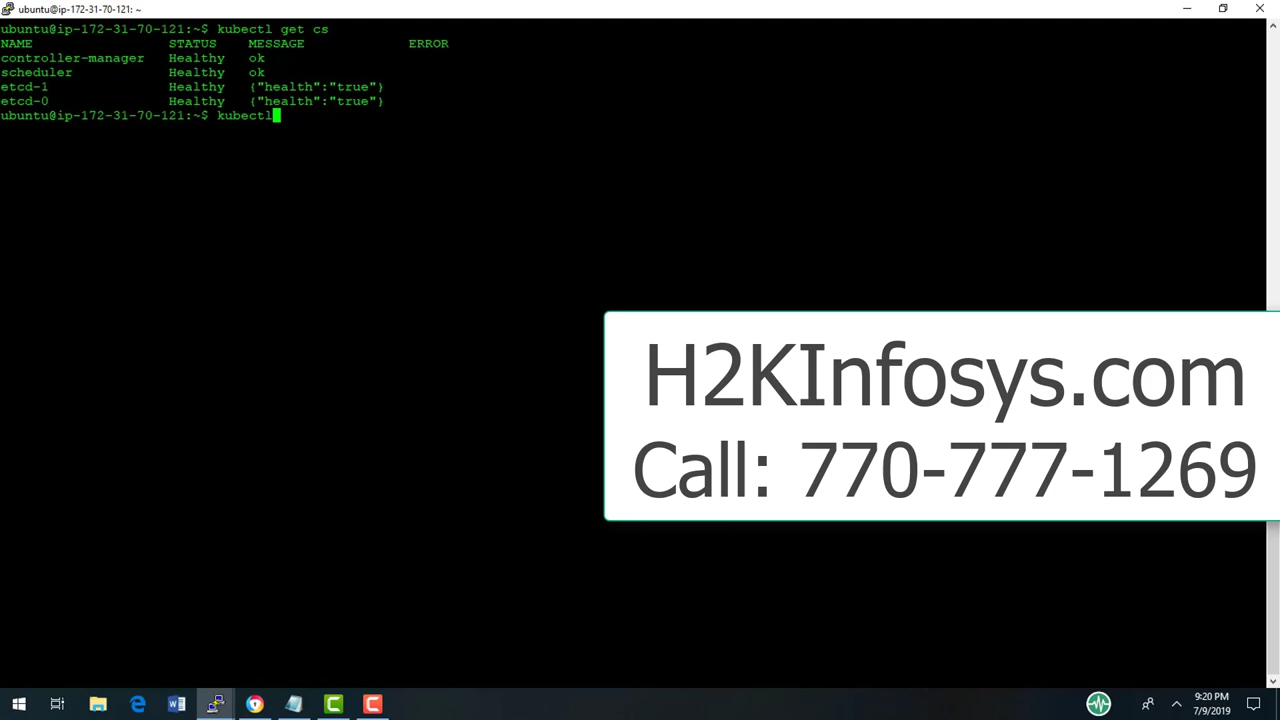 ubuntu@ip-172-31-70-121: ~
ubuntu@ip-172-31-70-121:~$ kubectl get cs
NAME STATUS MESSAGE ERROR
controller-manager Healthy ok
scheduler Healthy ok
etcd-1 Healthy {"health":"true"}
etcd-0 Healthy {"health":"true"}
ubuntu@ip-172-31-70-121:~$ kubectl
H2KInfosys.com
Call: 770-777-1269
9:20 PM
7/9/2019